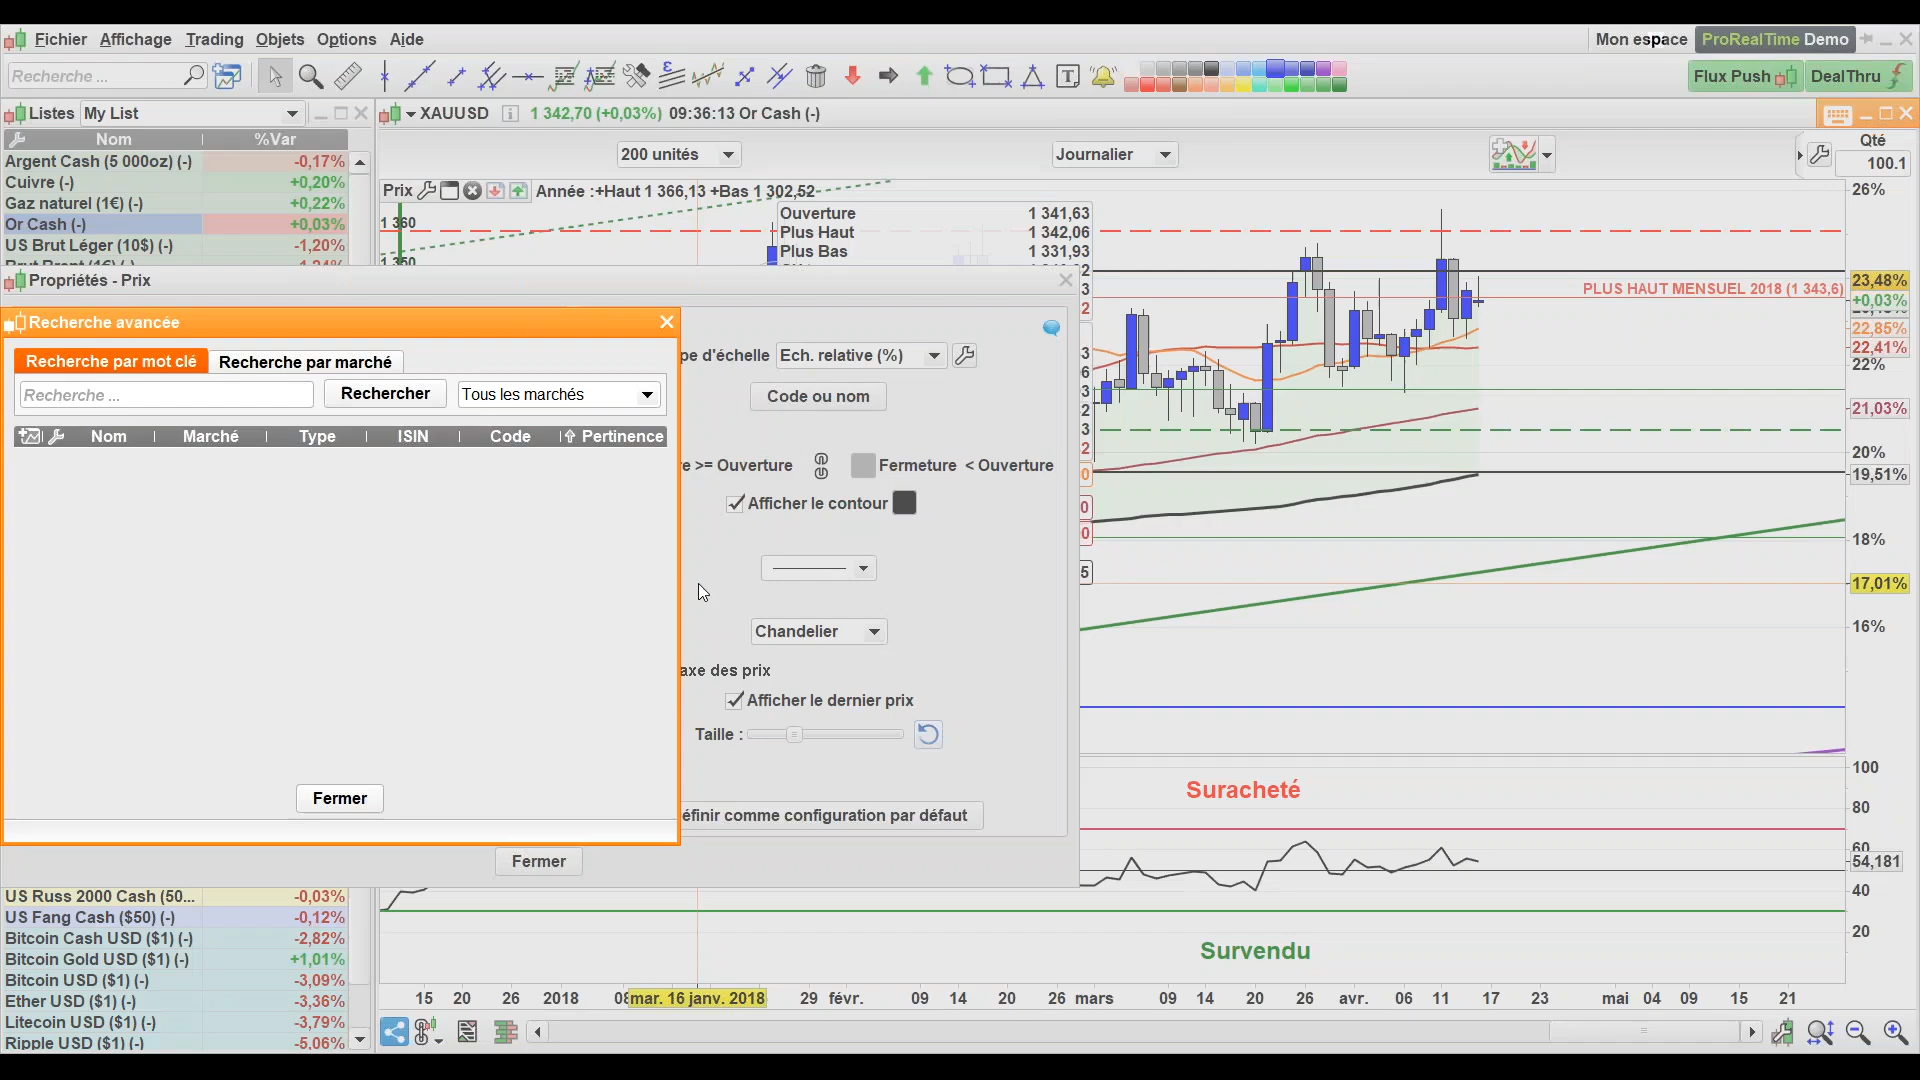 Fichier Affichage Trading Objets Options Aide
Mon espace ProRealTime Demo
Recherche ...
Flux Push DealThru
Listes My List
XAUUSD 1 342,70 (+0,03%) 09:36:13 Or Cash (-)
Nom %Var
Argent Cash (5 000oz) (-) -0,17%
Cuivre (-) +0,20%
Gaz naturel (1€) (-) +0,22%
Or Cash (-) +0,03%
US Brut Léger (10$) (-) -1,20%
200 unités
Journalier
Qté
100.1
Prix Année :+Haut 1 366,13 +Bas 1 302,52
1 360
1 350
Ouverture 1 341,63
Plus Haut 1 342,06
Plus Bas 1 331,93
Propriétés - Prix
Recherche avancée
Recherche par mot clé Recherche par marché
Recherche ... Rechercher Tous les marchés
Nom Marché Type ISIN Code Pertinence
Fermer
pe d'échelle Ech. relative (%)
Code ou nom
e >= Ouverture Fermeture < Ouverture
Afficher le contour
Chandelier
axe des prix
Afficher le dernier prix
Taille :
éfinir comme configuration par défaut
Fermer
PLUS HAUT MENSUEL 2018 (1 343,6)
26%
23,48%
+0,03%
22,85%
22,41%
22%
21,03%
20%
19,51%
18%
17,01%
16%
Suracheté
Survendu
100
80
60
54,181
40
20
US Russ 2000 Cash (50... -0,03%
US Fang Cash ($50) (-) -0,12%
Bitcoin Cash USD ($1) (-) -2,82%
Bitcoin Gold USD ($1) (-) +1,01%
Bitcoin USD ($1) (-) -3,09%
Ether USD ($1) (-) -3,36%
Litecoin USD ($1) (-) -3,79%
Ripple USD ($1) (-) -5,06%
15 20 26 2018 08 mar. 16 janv. 2018 29 févr. 09 14 20 26 mars 09 14 20 26 avr. 06 11 17 23 mai 04 09 15 21